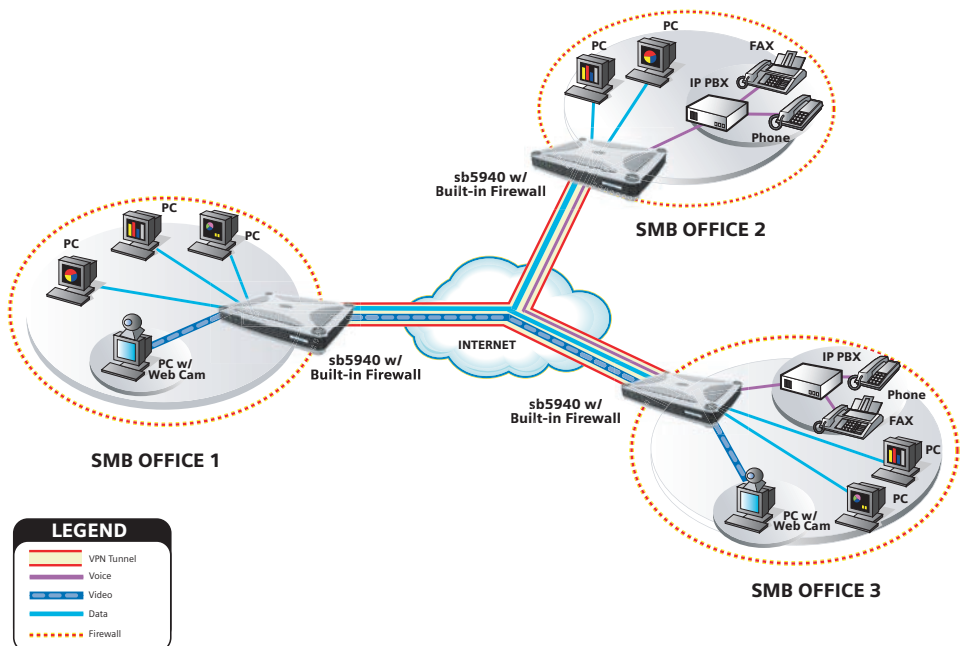 PC
PC
FAX
IP PBX
Phone
sb5940 w/
Built-in Firewall
SMB OFFICE 2
PC
PC
PC
PC w/
Web Cam
sb5940 w/
Built-in Firewall
SMB OFFICE 1
INTERNET
sb5940 w/
Built-in Firewall
IP PBX
Phone
FAX
PC
PC
PC w/
Web Cam
SMB OFFICE 3
LEGEND
VPN Tunnel
Voice
Video
Data
Firewall